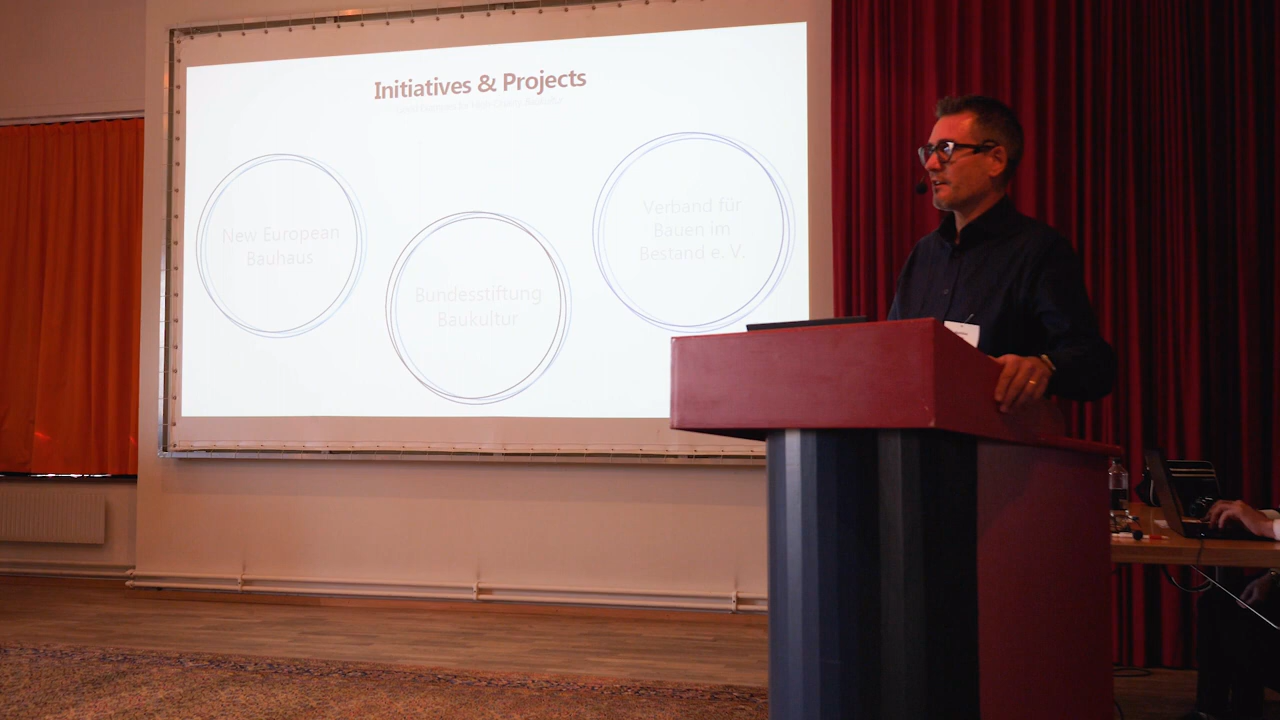 Initiatives & Projects
New European
Bauhaus
Bundesstiftung
Baukultur
Verband für
Bauen im
Bestand e. V.